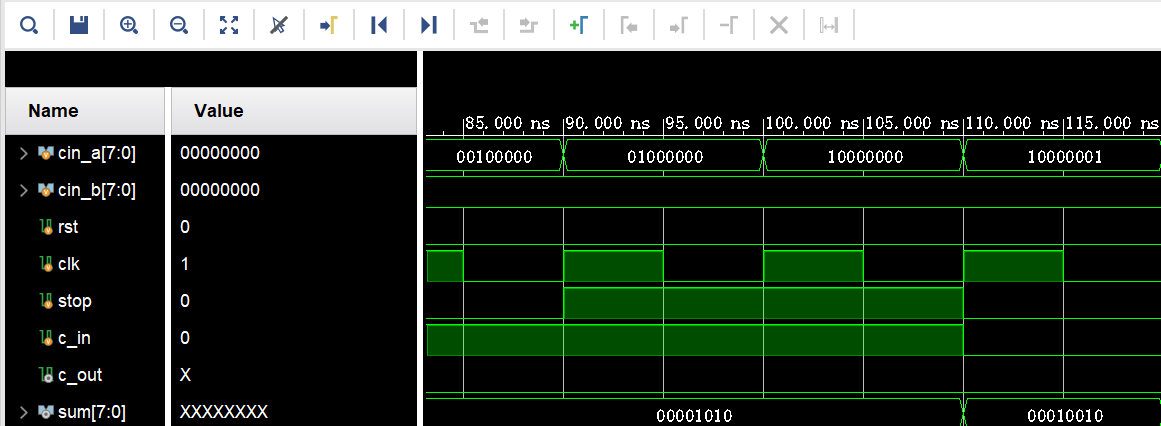 Name Value
85.000 ns 90.000 ns 95.000 ns 100.000 ns 105.000 ns 110.000 ns 115.000 ns
cin_a[7:0] 00000000 00100000 01000000 10000000 10000001
cin_b[7:0] 00000000
rst 0
clk 1
stop 0
c_in 0
c_out X
sum[7:0] XXXXXXXX 00001010 00010010